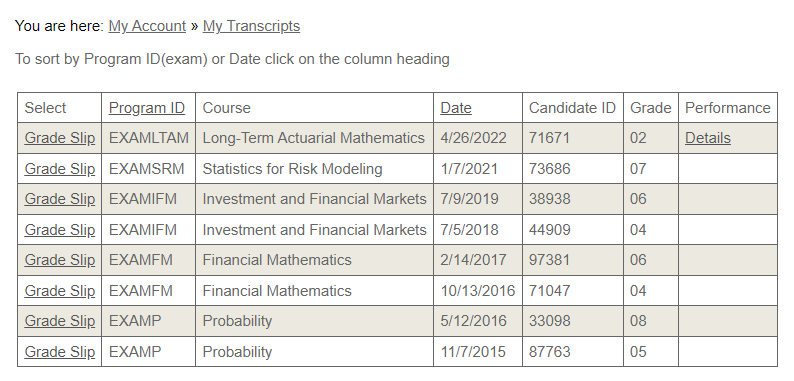 You are here: My Account » My Transcripts
To sort by Program ID(exam) or Date click on the column heading
Select Program ID Course Date Candidate ID Grade Performance
Grade Slip EXAMLTAM Long-Term Actuarial Mathematics 4/26/2022 71671 02 Details
Grade Slip EXAMSRM Statistics for Risk Modeling 1/7/2021 73686 07
Grade Slip EXAMIFM Investment and Financial Markets 7/9/2019 38938 06
Grade Slip EXAMIFM Investment and Financial Markets 7/5/2018 44909 04
Grade Slip EXAMFM Financial Mathematics 2/14/2017 97381 06
Grade Slip EXAMFM Financial Mathematics 10/13/2016 71047 04
Grade Slip EXAMP Probability 5/12/2016 33098 08
Grade Slip EXAMP Probability 11/7/2015 87763 05